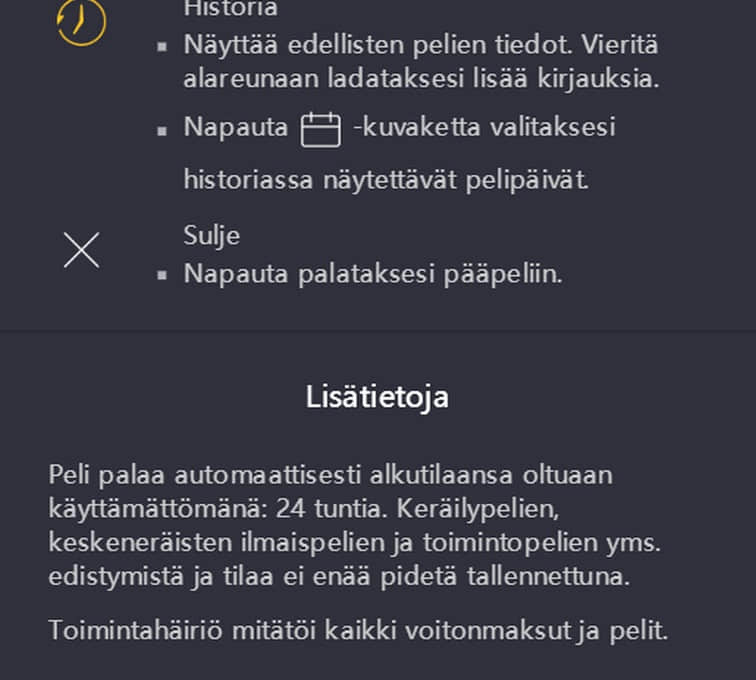 Historia
Näyttää edellisten pelien tiedot. Vieritä
alareunaan ladataksesi lisää kirjauksia.
Napauta -kuvaketta valitaksesi
historiassa näytettävät pelipäivät.
Sulje
Napauta palataksesi pääpeliin.
Lisätietoja
Peli palaa automaattisesti alkutilaansa oltuaan
käyttämättömänä: 24 tuntia. Keräilypelien,
keskeneräisten ilmaispelien ja toimintopelien yms.
edistymistä ja tilaa ei enää pidetä tallennettuna.
Toimintahäiriö mitätöi kaikki voitonmaksut ja pelit.